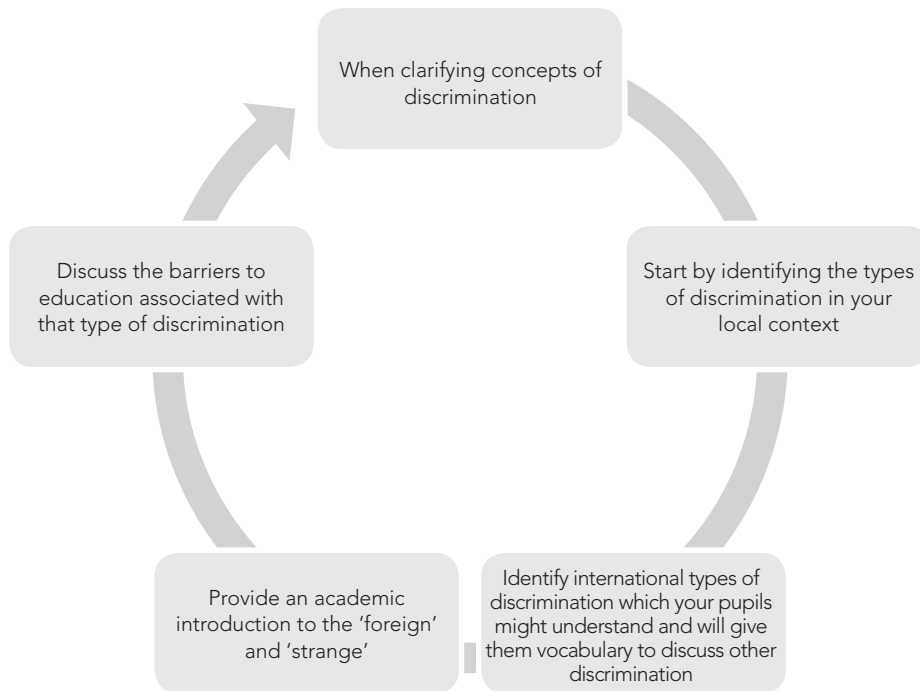 When clarifying concepts of
discrimination
Start by identifying the types
of discrimination in your
local context
Identify international types of
discrimination which your pupils
might understand and will give
them vocabulary to discuss other
discrimination
Provide an academic
introduction to the ‘foreign’
and ‘strange’
Discuss the barriers to
education associated with
that type of discrimination